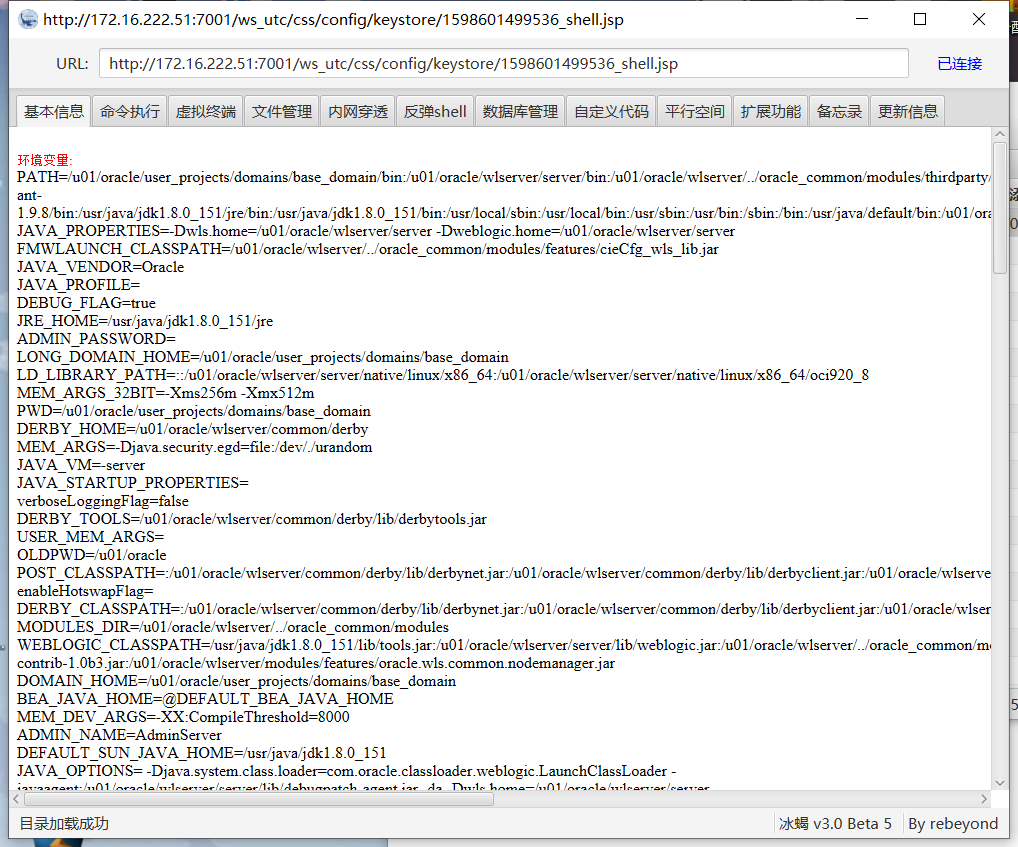 http://172.16.222.51:7001/ws_utc/css/config/keystore/1598601499536_shell.jsp
URL: http://172.16.222.51:7001/ws_utc/css/config/keystore/1598601499536_shell.jsp 已连接
基本信息 命令执行 虚拟终端 文件管理 内网穿透 反弹shell 数据库管理 自定义代码 平行空间 扩展功能 备忘录 更新信息
环境变量:
PATH=/u01/oracle/user_projects/domains/base_domain/bin:/u01/oracle/wlserver/server/bin:/u01/oracle/wlserver/../oracle_common/modules/thirdparty/
ant-
1.9.8/bin:/usr/java/jdk1.8.0_151/jre/bin:/usr/java/jdk1.8.0_151/bin:/usr/local/sbin:/usr/local/bin:/usr/sbin:/usr/bin:/sbin:/bin:/usr/java/default/bin:/u01/ora
JAVA_PROPERTIES=-Dwls.home=/u01/oracle/wlserver/server -Dweblogic.home=/u01/oracle/wlserver/server
FMWLAUNCH_CLASSPATH=/u01/oracle/wlserver/../oracle_common/modules/features/cieCfg_wls_lib.jar
JAVA_VENDOR=Oracle
JAVA_PROFILE=
DEBUG_FLAG=true
JRE_HOME=/usr/java/jdk1.8.0_151/jre
ADMIN_PASSWORD=
LONG_DOMAIN_HOME=/u01/oracle/user_projects/domains/base_domain
LD_LIBRARY_PATH=::/u01/oracle/wlserver/server/native/linux/x86_64:/u01/oracle/wlserver/server/native/linux/x86_64/oci920_8
MEM_ARGS_32BIT=-Xms256m -Xmx512m
PWD=/u01/oracle/user_projects/domains/base_domain
DERBY_HOME=/u01/oracle/wlserver/common/derby
MEM_ARGS=-Djava.security.egd=file:/dev/./urandom
JAVA_VM=-server
JAVA_STARTUP_PROPERTIES=
verboseLoggingFlag=false
DERBY_TOOLS=/u01/oracle/wlserver/common/derby/lib/derbytools.jar
USER_MEM_ARGS=
OLDPWD=/u01/oracle
POST_CLASSPATH=:/u01/oracle/wlserver/common/derby/lib/derbynet.jar:/u01/oracle/wlserver/common/derby/lib/derbyclient.jar:/u01/oracle/wlserve
enableHotswapFlag=
DERBY_CLASSPATH=:/u01/oracle/wlserver/common/derby/lib/derbynet.jar:/u01/oracle/wlserver/common/derby/lib/derbyclient.jar:/u01/oracle/wlser
MODULES_DIR=/u01/oracle/wlserver/../oracle_common/modules
WEBLOGIC_CLASSPATH=/usr/java/jdk1.8.0_151/lib/tools.jar:/u01/oracle/wlserver/server/lib/weblogic.jar:/u01/oracle/wlserver/../oracle_common/m
contrib-1.0b3.jar:/u01/oracle/wlserver/modules/features/oracle.wls.common.nodemanager.jar
DOMAIN_HOME=/u01/oracle/user_projects/domains/base_domain
BEA_JAVA_HOME=@DEFAULT_BEA_JAVA_HOME
MEM_DEV_ARGS=-XX:CompileThreshold=8000
ADMIN_NAME=AdminServer
DEFAULT_SUN_JAVA_HOME=/usr/java/jdk1.8.0_151
JAVA_OPTIONS= -Djava.system.class.loader=com.oracle.classloader.weblogic.LaunchClassLoader -
javaagent:/u01/oracle/wlserver/server/lib/debugpatch-agent.jar -da -Dwls.home=/u01/oracle/wlserver/server
目录加载成功 冰蝎 v3.0 Beta 5 By rebeyond